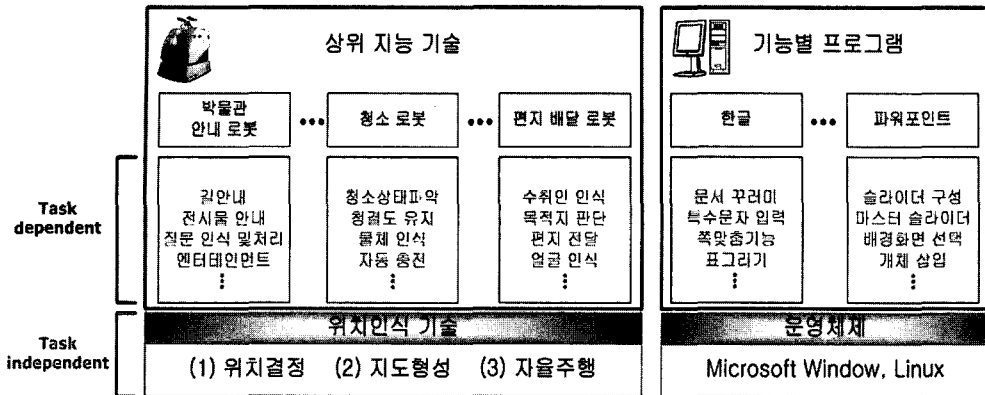 상위 지능 기술
박물관
안내 로봇
•••
청소 로봇
•••
편지 배달 로봇
Task
dependent
길안내
전시물 안내
질문 인식 및처리
엔터테인먼트
청소상태파악
청결도 유지
물체 인식
자동 충전
수취인 인식
목적지 판단
편지 전달
얼굴 인식
기능별 프로그램
한글
•••
파워포인트
문서 꾸러미
특수문자 입력
쪽맞춤기능
표그리기
슬라이더 구성
마스터 슬라이더
배경화면 선택
개체 삽입
Task
independent
위치인식 기술
(1) 위치결정 (2) 지도형성 (3) 자율주행
운영체제
Microsoft Window, Linux